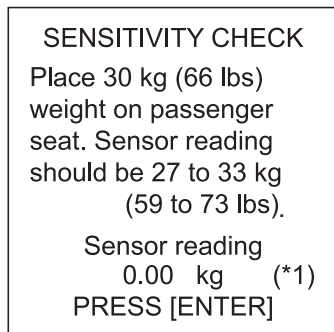 SENSITIVITY CHECK
Place 30 kg (66 lbs)
weight on passenger
seat. Sensor reading
should be 27 to 33 kg
(59 to 73 lbs).
Sensor reading
0.00 kg (*1)
PRESS [ENTER]